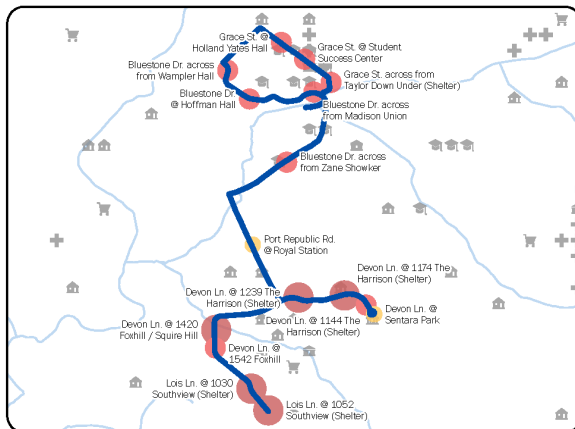 Grace St. @
Holland Yates Hall
Grace St. @ Student
Success Center
Bluestone Dr. across
from Wampler Hall
Grace St. across from
Taylor Down Under (Shelter)
Bluestone Dr.
@ Hoffman Hall
Bluestone Dr. across
from Madison Union
Bluestone Dr. across
from Zane Showker
Port Republic Rd.
@ Royal Station
Devon Ln. @ 1174 The
Harrison (Shelter)
Devon Ln. @ 1239 The
Harrison (Shelter)
Devon Ln. @
Sentara Park
Devon Ln. @ 1144 The
Harrison (Shelter)
Devon Ln. @ 1420
Foxhill / Squire Hill
Devon Ln. @
1542 Foxhill
Lois Ln. @ 1030
Southview (Shelter)
Lois Ln. @ 1052
Southview (Shelter)